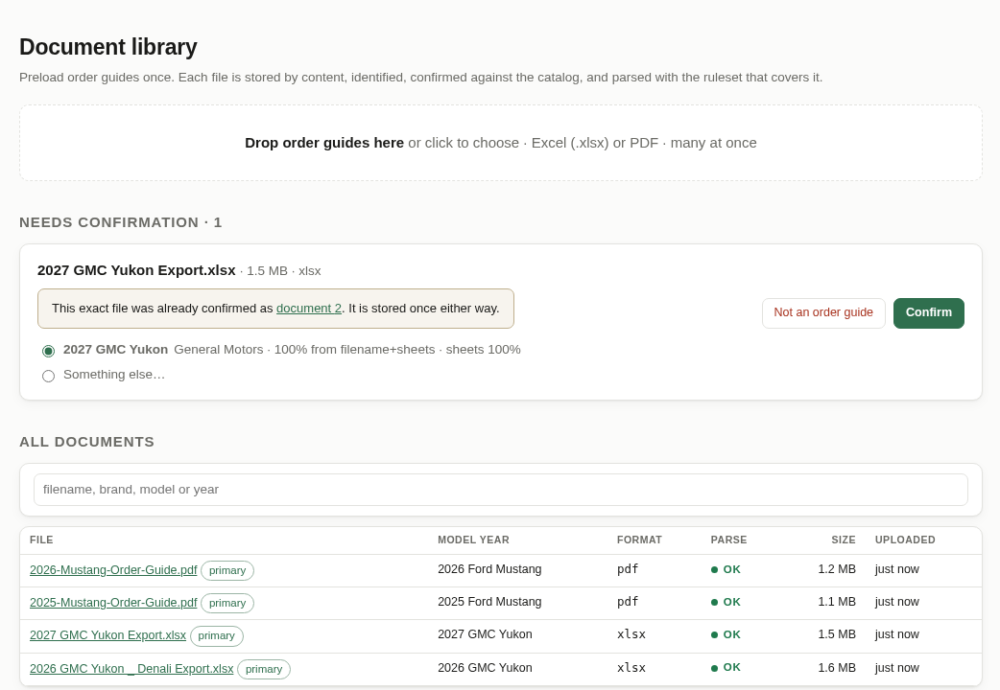 Document library
Preload order guides once. Each file is stored by content, identified, confirmed against the catalog, and parsed with the ruleset that covers it.
Drop order guides here or click to choose · Excel (.xlsx) or PDF · many at once
NEEDS CONFIRMATION · 1
2027 GMC Yukon Export.xlsx · 1.5 MB · xlsx
This exact file was already confirmed as document 2. It is stored once either way.
Not an order guide Confirm
2027 GMC Yukon General Motors · 100% from filename+sheets · sheets 100%
Something else…
ALL DOCUMENTS
filename, brand, model or year
FILE MODEL YEAR FORMAT PARSE SIZE UPLOADED
2026-Mustang-Order-Guide.pdf primary 2026 Ford Mustang pdf OK 1.2 MB just now
2025-Mustang-Order-Guide.pdf primary 2025 Ford Mustang pdf OK 1.1 MB just now
2027 GMC Yukon Export.xlsx primary 2027 GMC Yukon xlsx OK 1.5 MB just now
2026 GMC Yukon _ Denali Export.xlsx primary 2026 GMC Yukon xlsx OK 1.6 MB just now